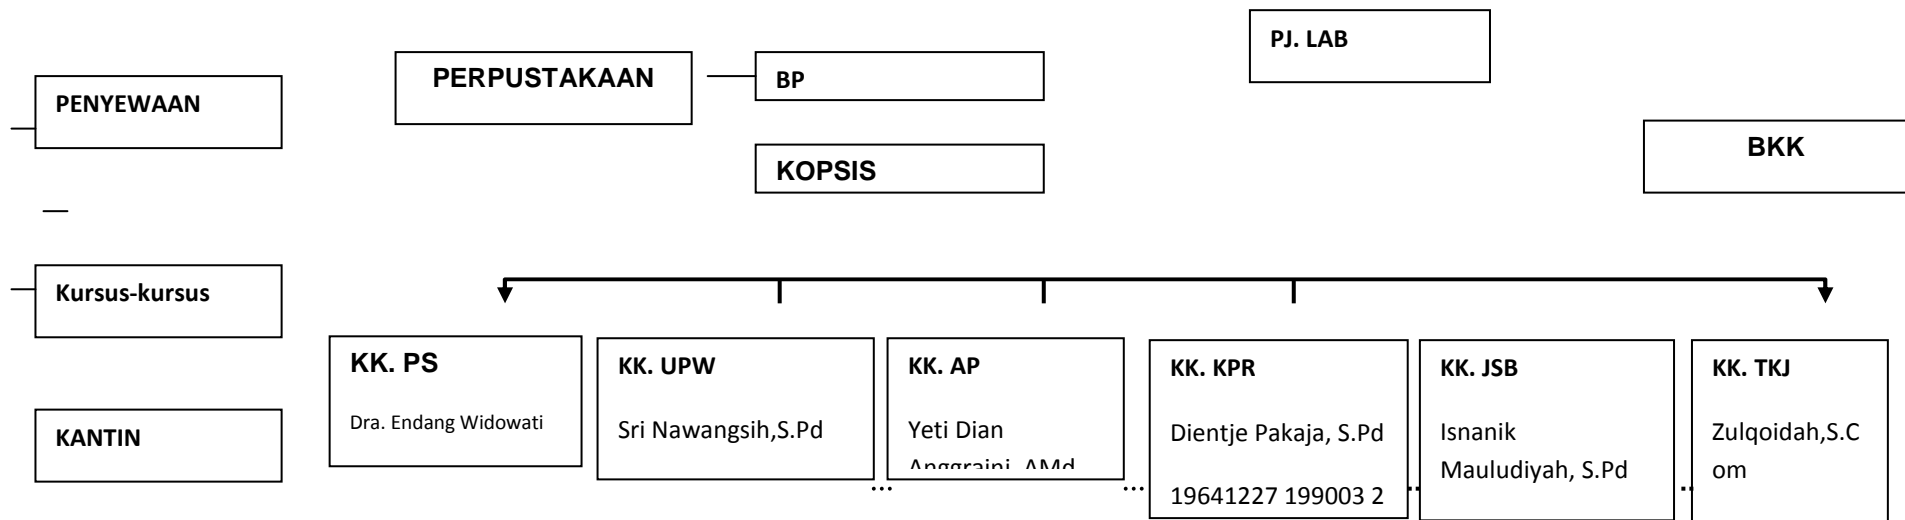 PJ. LAB
PERPUSTAKAAN
BP
PENYEWAAN
BKK
KOPSIS
Kursus-kursus
KK. PS
Dra. Endang Widowati
KK. UPW
Sri Nawangsih,S.Pd
KK. AP
Yeti Dian
Anggraini, AMd
KK. KPR
Dientje Pakaja, S.Pd
19641227 199003 2
KK. JSB
Isnanik
Mauludiyah, S.Pd
KK. TKJ
Zulqoidah,S.C
om
KANTIN
...
...
..
..